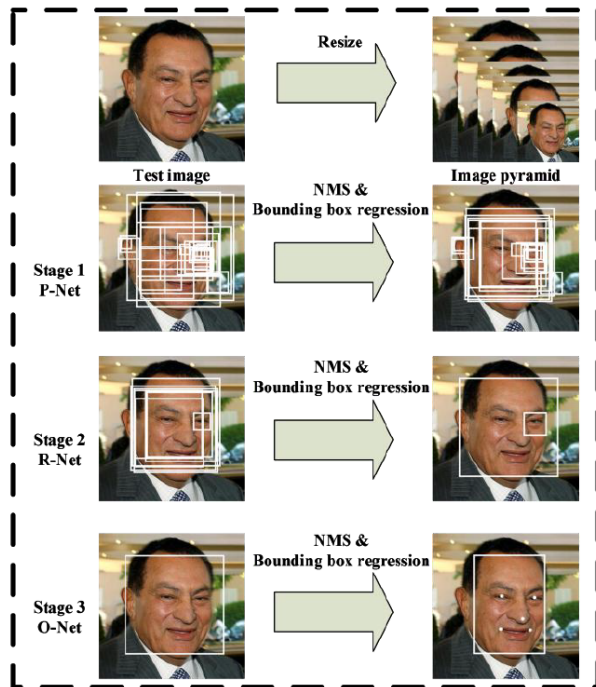 Resize
Test image
Image pyramid
NMS &
Bounding box regression
Stage 1
P-Net
NMS &
Bounding box regression
Stage 2
R-Net
NMS &
Bounding box regression
Stage 3
O-Net